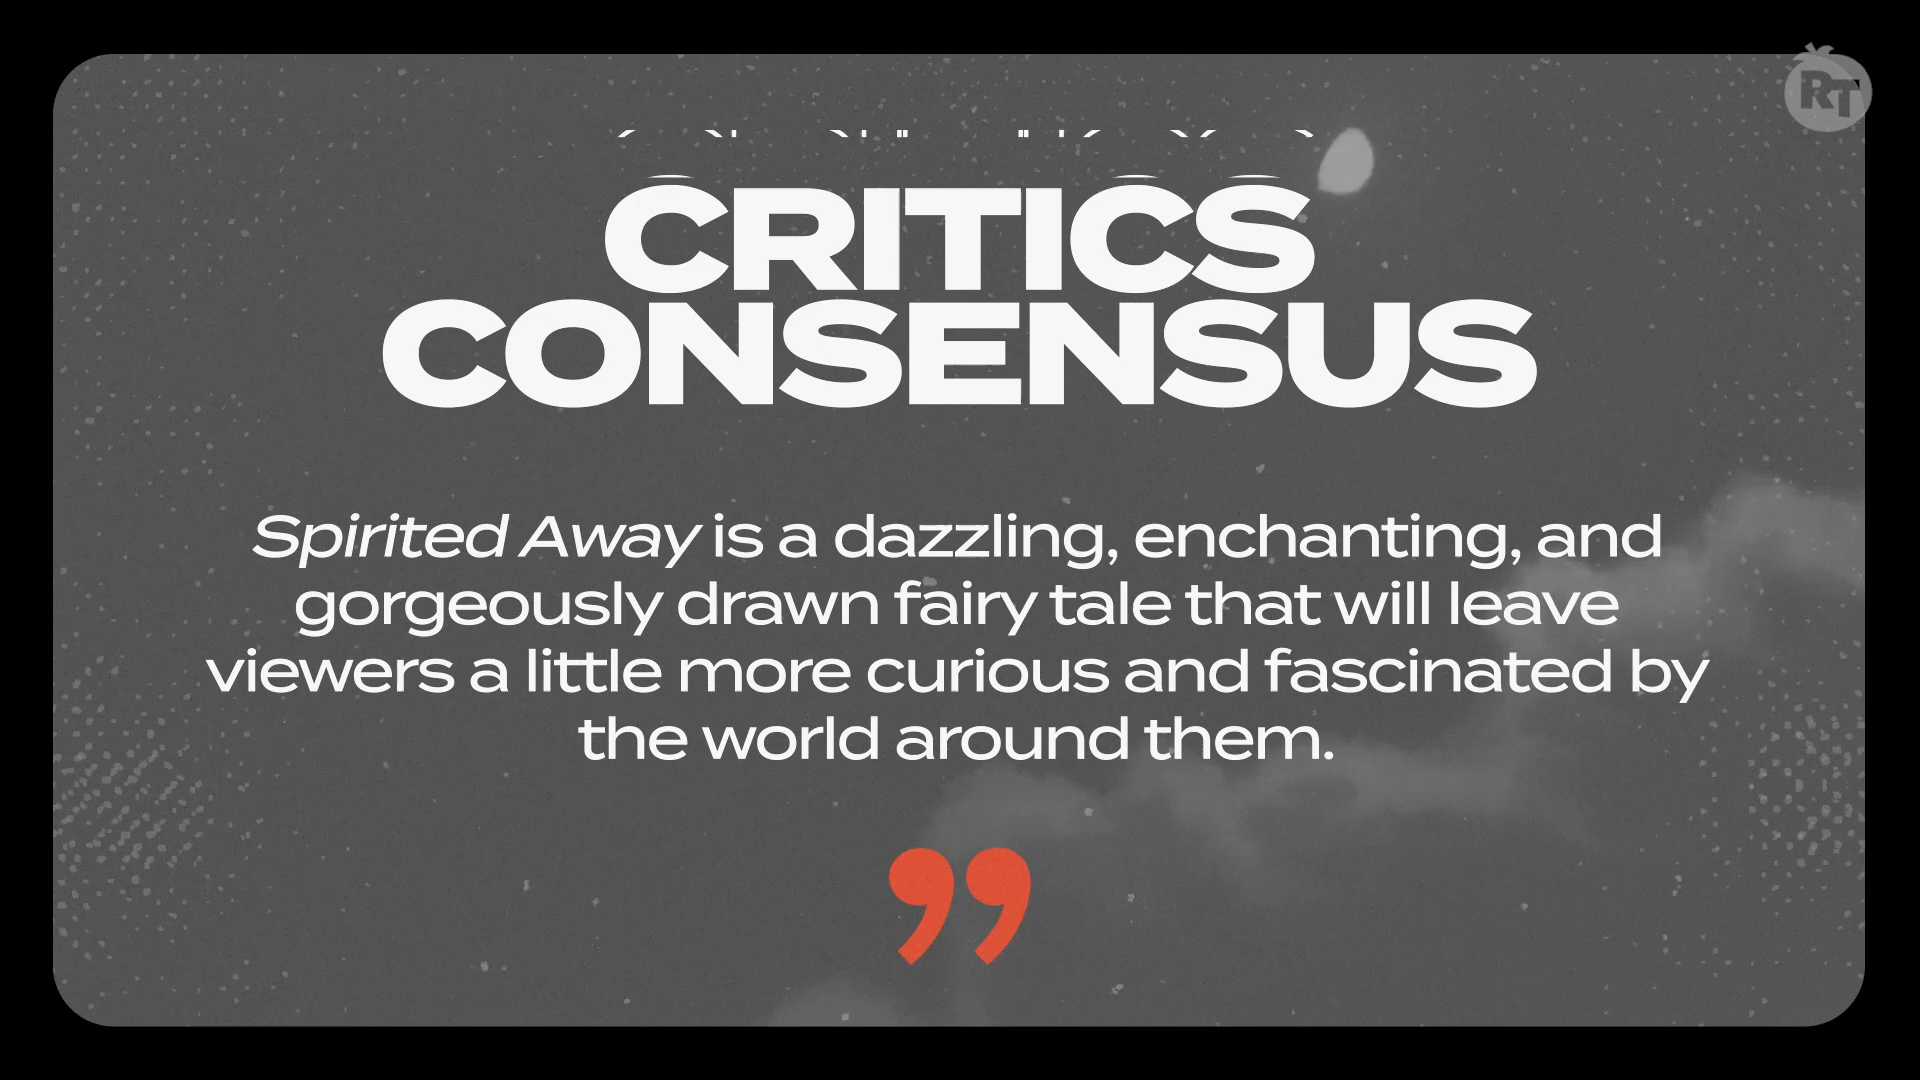 RT
CRITICS
CONSENSUS
Spirited Away is a dazzling, enchanting, and
gorgeously drawn fairy tale that will leave
viewers a little more curious and fascinated by
the world around them.
”